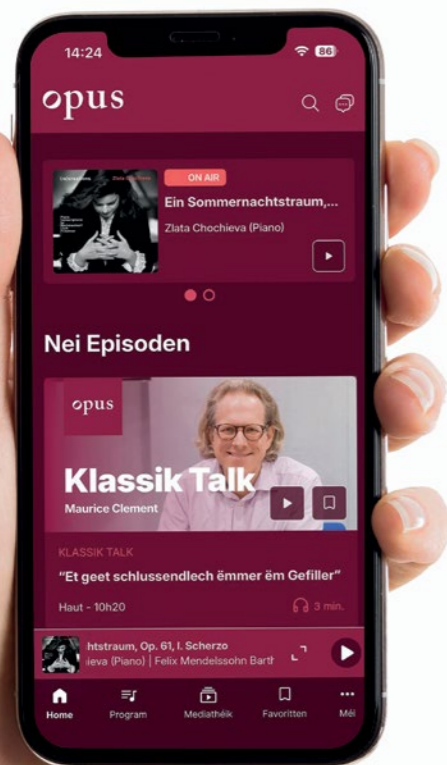 14:24
86
opus
ON AIR
Ein Sommernachtstraum,...
Zlata Chochieva (Piano)
Nei Episoden
opus
Klassik Talk
Maurice Clement
KLASSIK TALK
“Et geet schlussendlech ëmmer ëm Gefiller”
Haut - 10h20
3 min.
htstraum, Op. 61, I. Scherzo
ieva (Piano) | Felix Mendelssohn Barth
Home
Program
Mediathéik
Favoritten
Méi